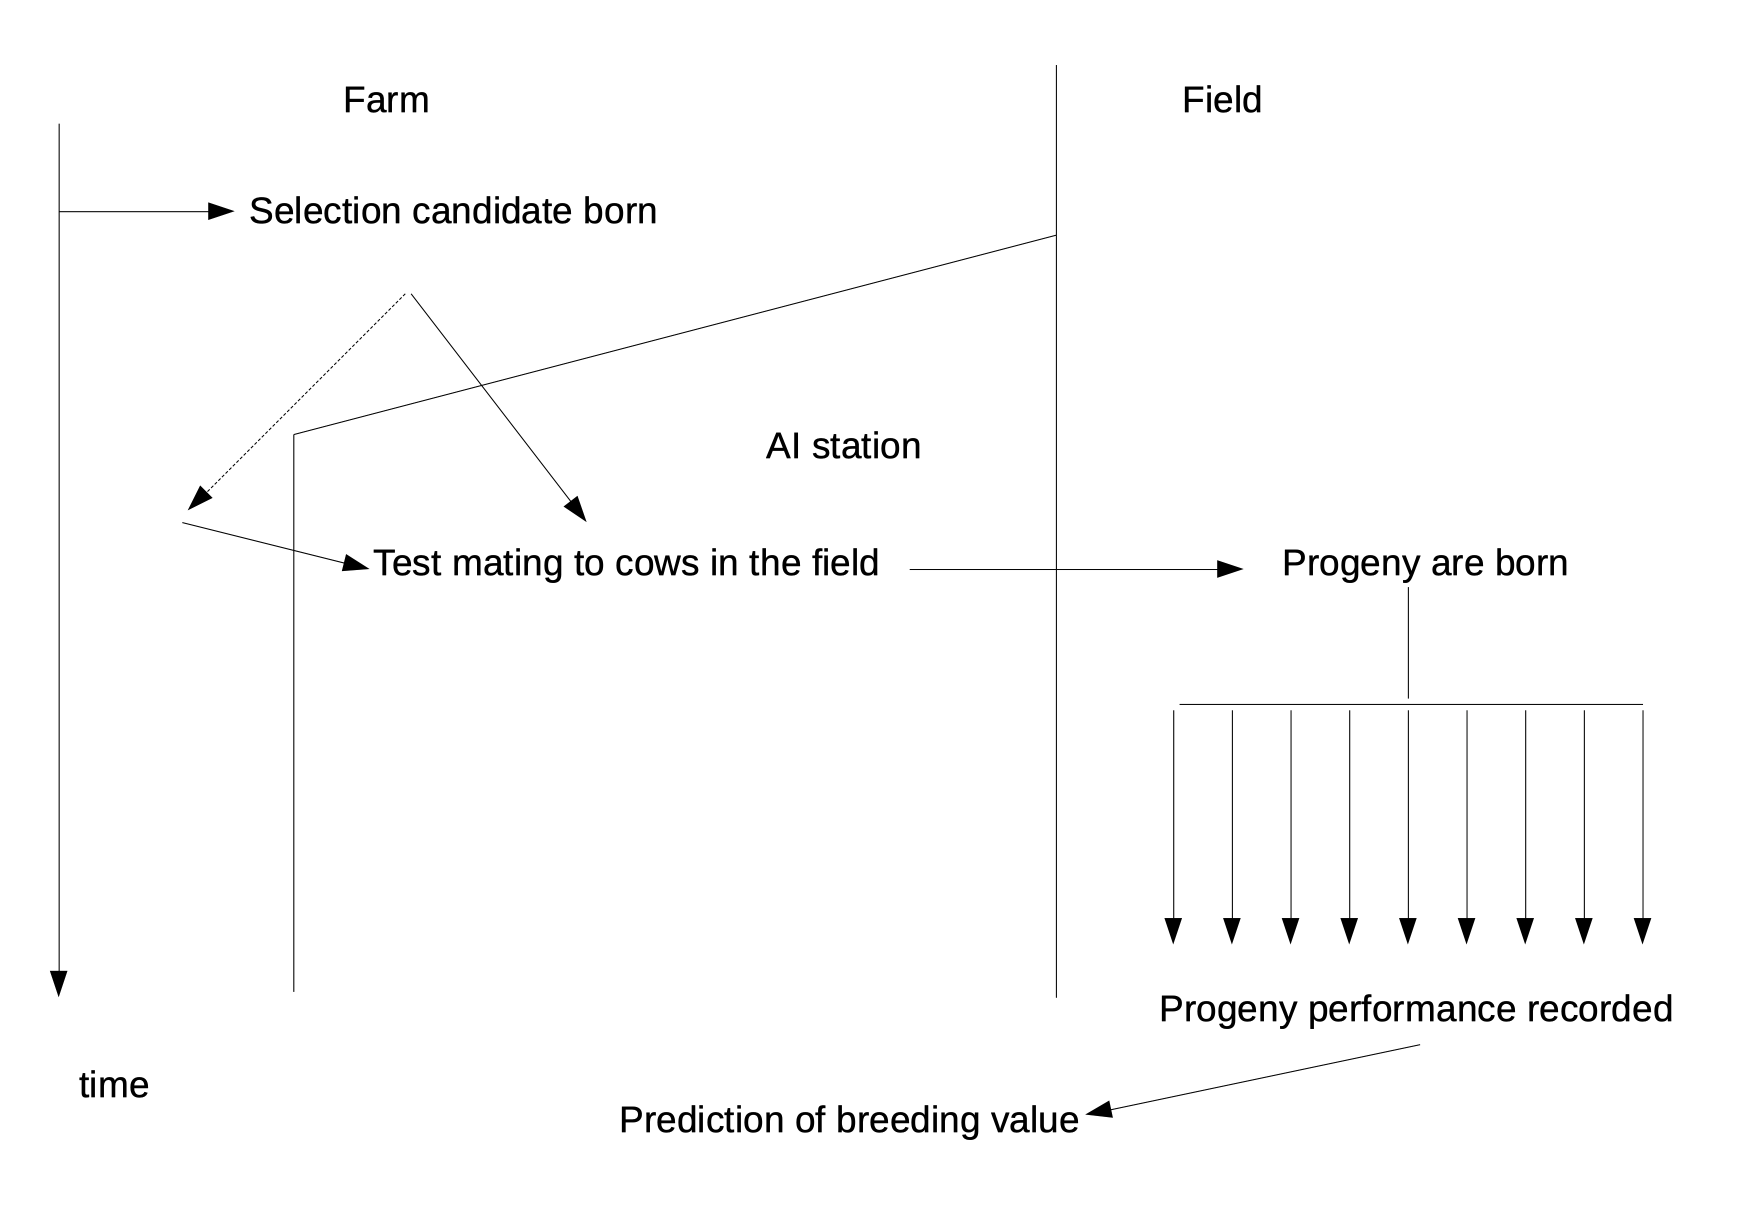 Farm
Field
Selection candidate born
AI station
Test mating to cows in the field
Progeny are born
Progeny performance recorded
time
Prediction of breeding value